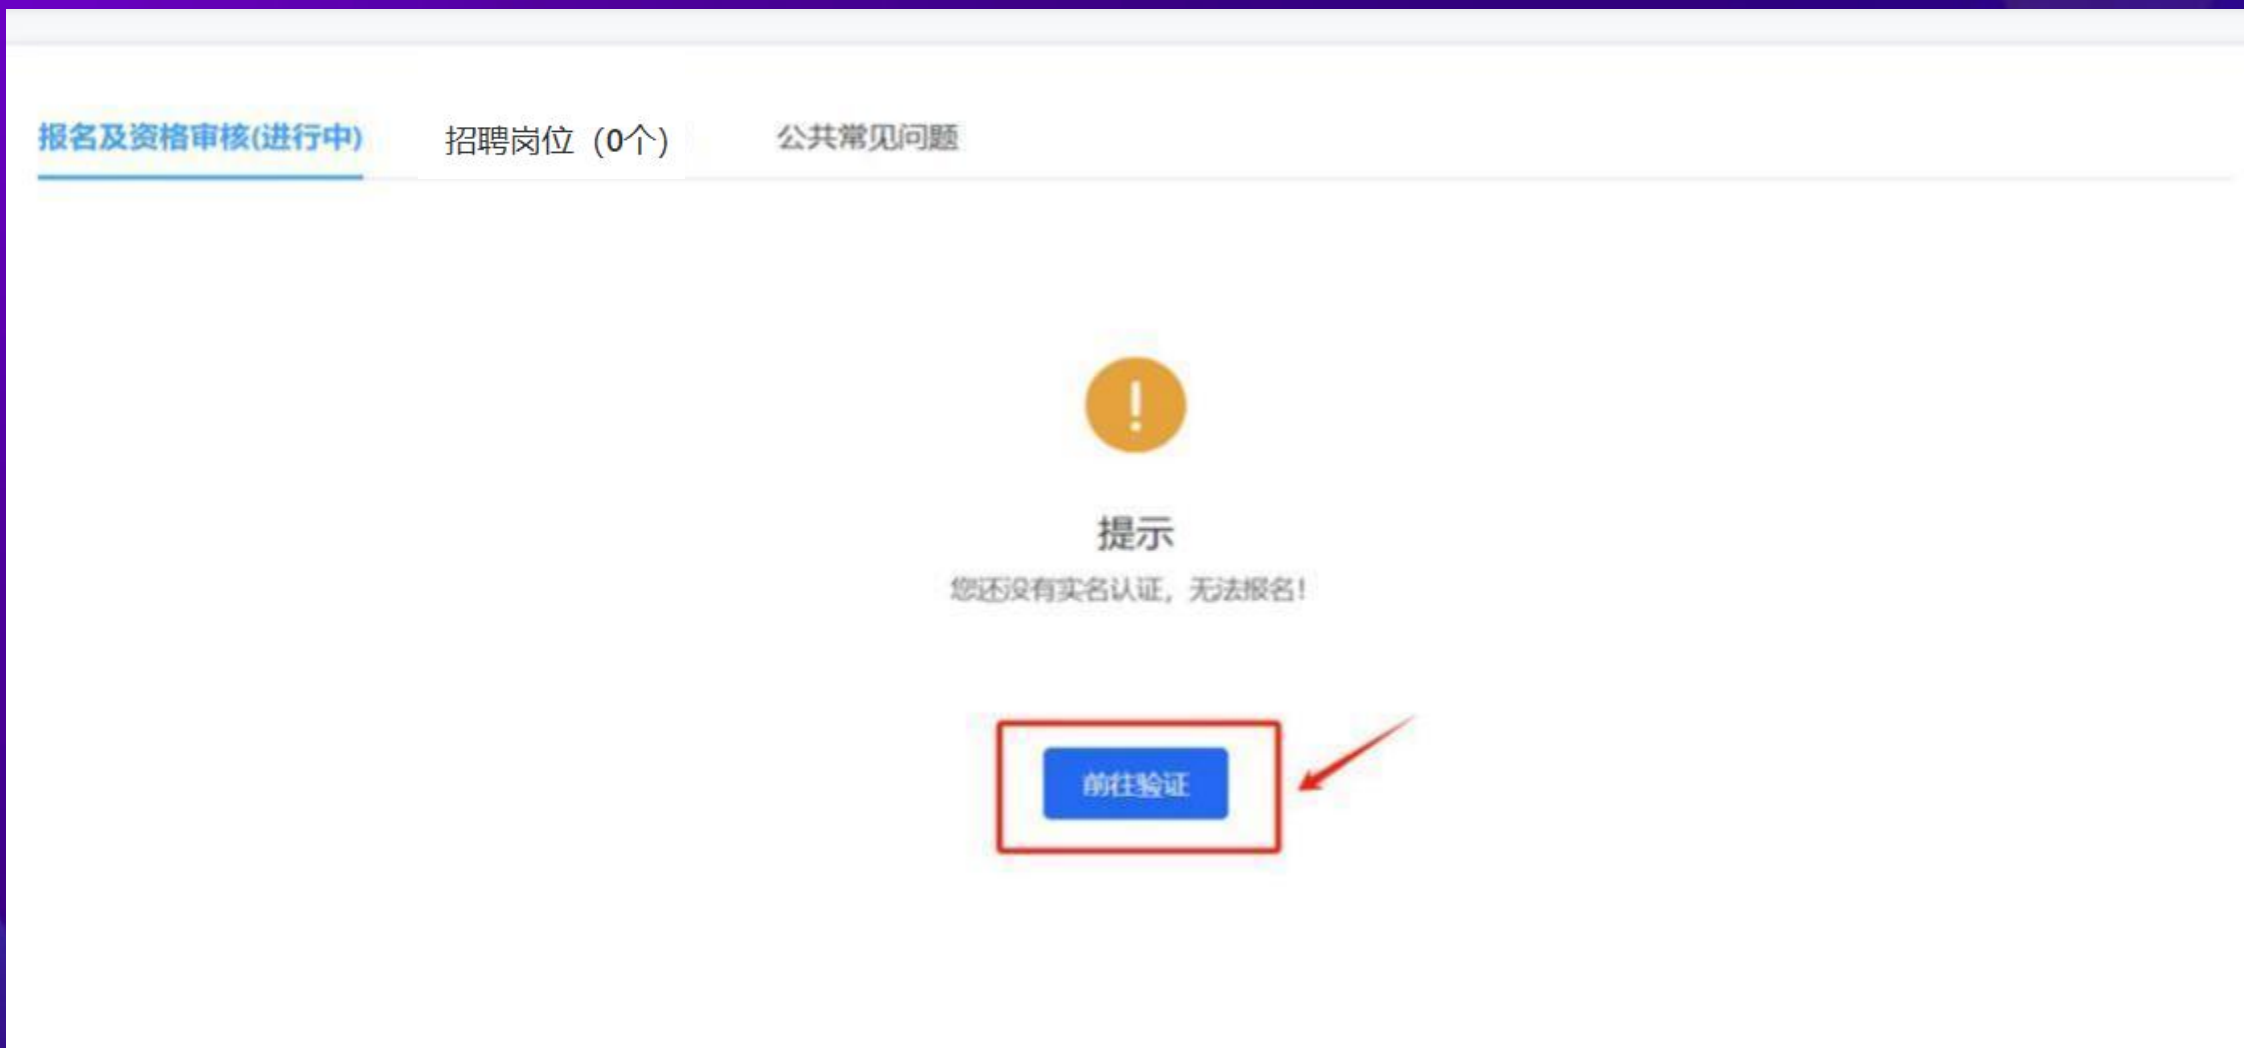 报名及资格审核(进行中) 招聘岗位（0个） 公共常见问题
!
提示
您还没有实名认证，无法报名！
前往验证